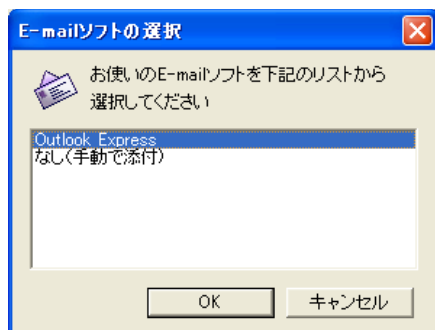 E-mailソフトの選択
お使いのE-mailソフトを下記のリストから
選択してください
Outlook Express
なし(手動で添付)
OK
キャンセル